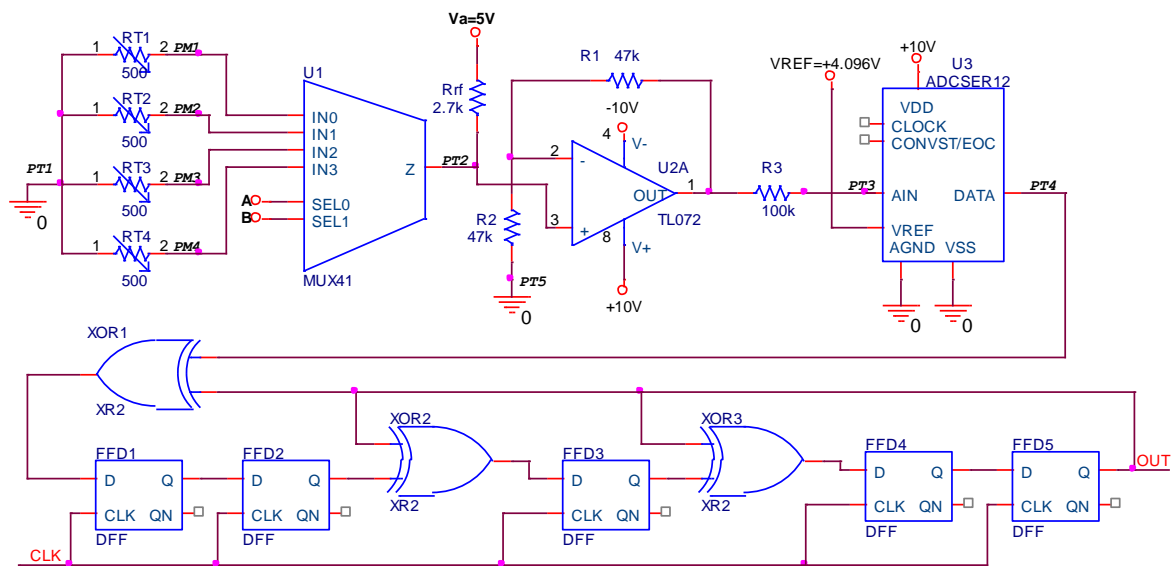 Va=5V
RT1
1 2 PM1
500
RT2
1 2 PM2
500
RT3
1 2 PM3
500
RT4
1 2 PM4
500
PT1
0
U1
IN0
IN1
IN2
IN3
SEL0
SEL1
Z
MUX41
A
B
PT2
Rrf
2.7k
R1 47k
-10V
4 V-
2
-
U2A
OUT 1
TL072
3
+
8 V+
+10V
R2
47k
PT5
0
R3
100k
PT3
VREF=+4.096V
+10V
U3
ADCSER12
VDD
CLOCK
CONVST/EOC
AIN DATA
VREF
AGND VSS
PT4
0 0
XOR1
XR2
XOR2
XR2
XOR3
XR2
FFD1
D Q
CLK QN
DFF
FFD2
D Q
CLK QN
DFF
FFD3
D Q
CLK QN
DFF
FFD4
D Q
CLK QN
DFF
FFD5
D Q
CLK QN
DFF
OUT
CLK